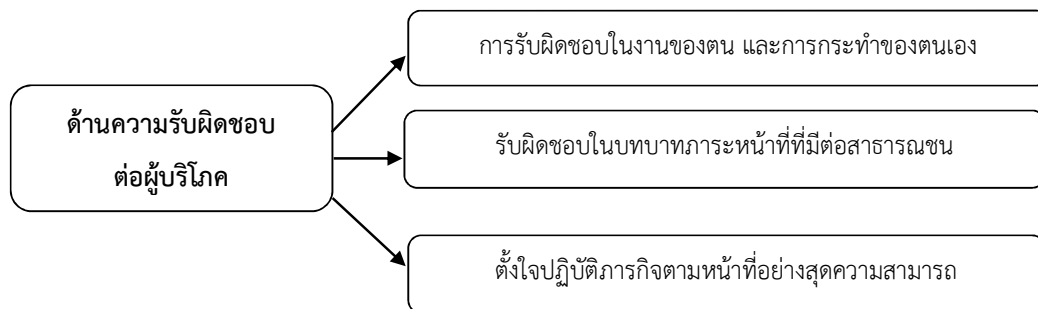 การรับผิดชอบในงานของตน และการกระทำของตนเอง
ด้านความรับผิดชอบ
ต่อผู้บริโภค
รับผิดชอบในบทบาทภาระหน้าที่ที่มีต่อสาธารณชน
ตั้งใจปฏิบัติภารกิจตามหน้าที่อย่างสุดความสามารถ